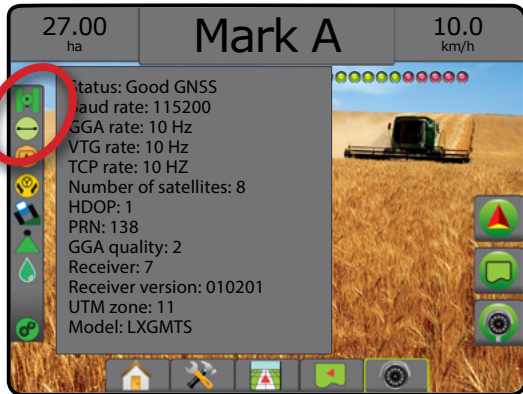 27.00
ha
Mark A
10.0
km/h
Status: Good GNSS
Baud rate: 115200
GGA rate: 10 Hz
VTG rate: 10 Hz
TCP rate: 10 HZ
Number of satellites: 8
HDOP: 1
PRN: 138
GGA quality: 2
Receiver: 7
Receiver version: 010201
UTM zone: 11
Model: LXGMTS